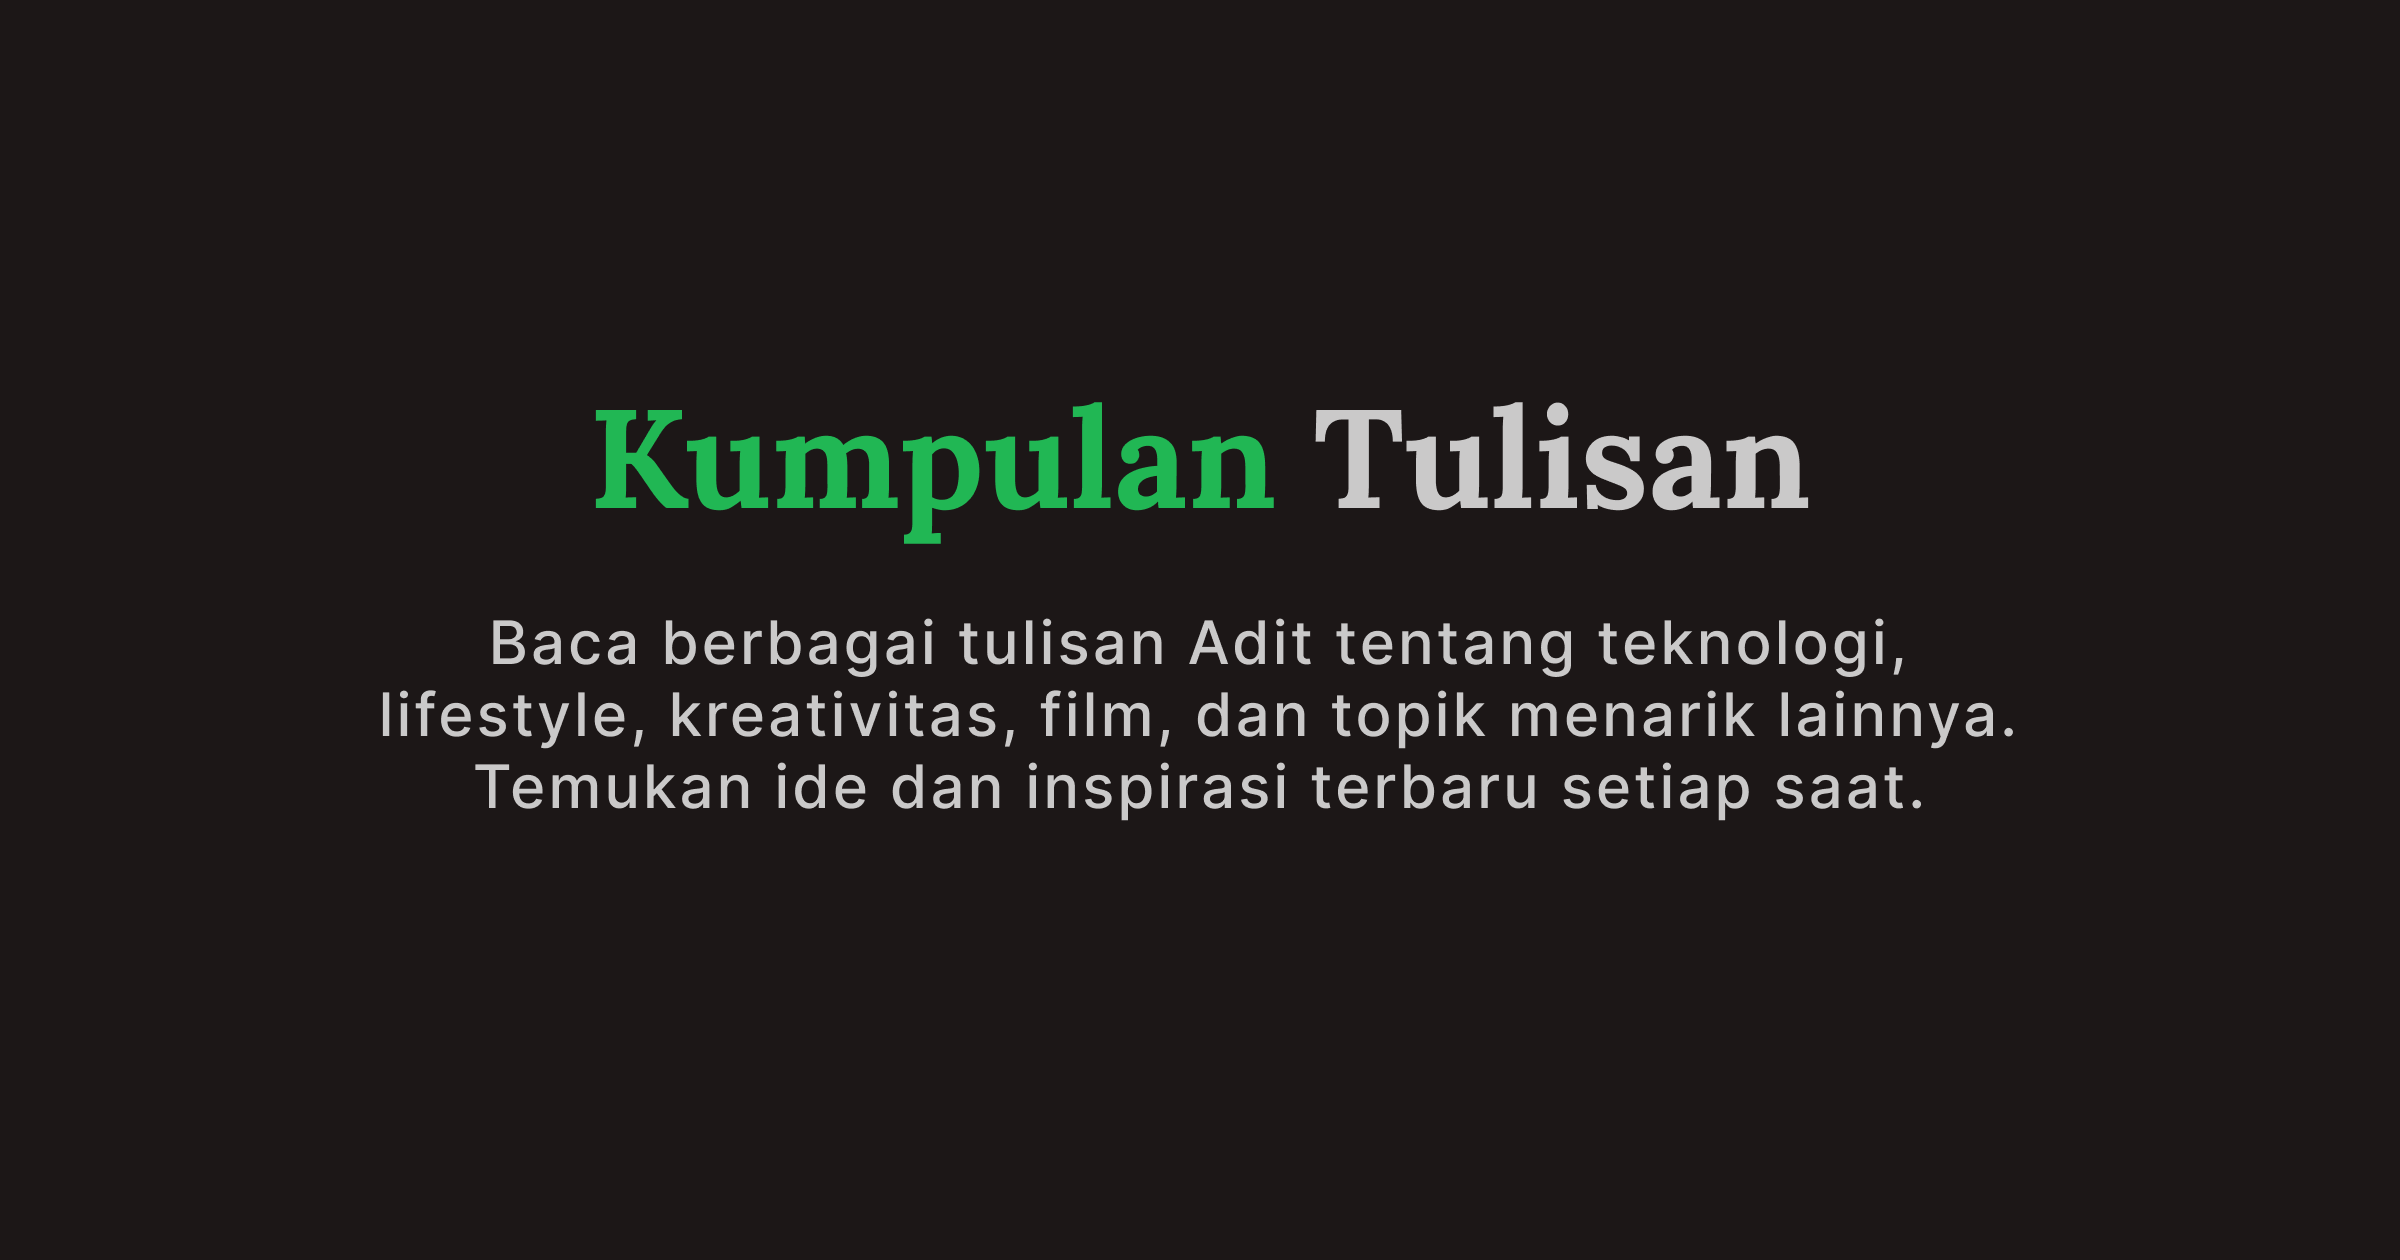 Kumpulan Tulisan
Baca berbagai tulisan Adit tentang teknologi,
lifestyle, kreativitas, film, dan topik menarik lainnya.
Temukan ide dan inspirasi terbaru setiap saat.